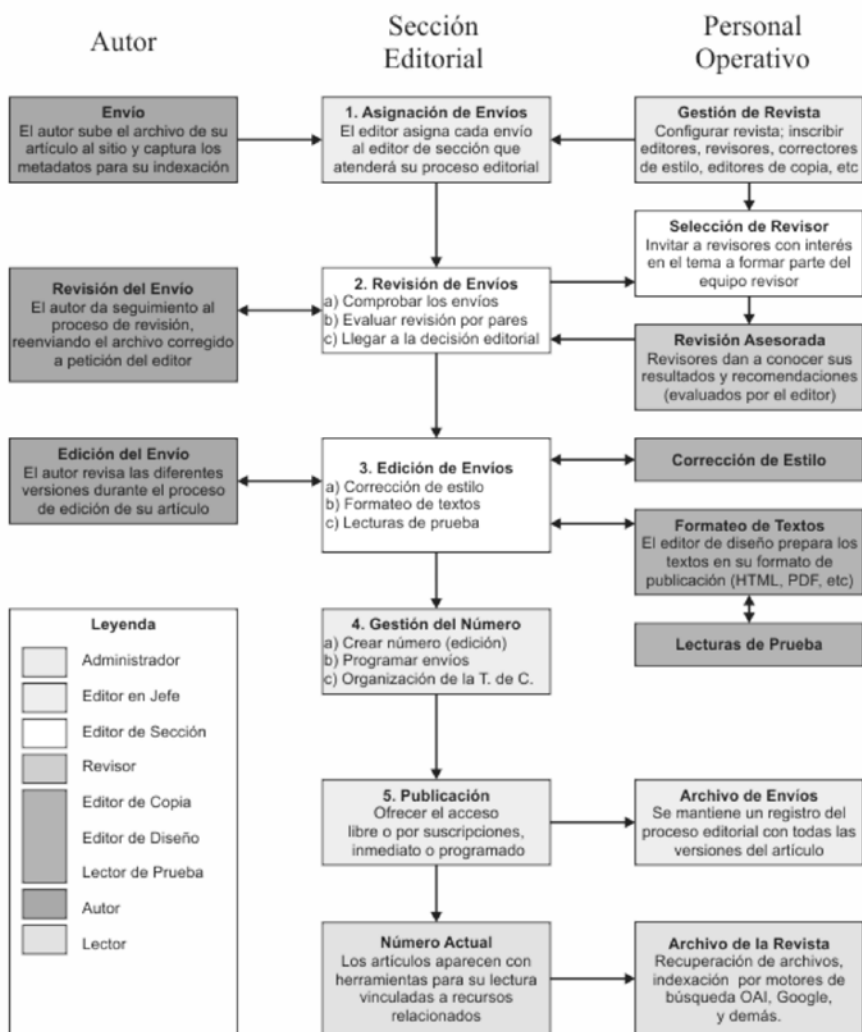 Autor
Sección
Editorial
Personal
Operativo
Envío
El autor sube el archivo de su
artículo al sitio y captura los
metadatos para su indexación
1. Asignación de Envíos
El editor asigna cada envío
al editor de sección que
atenderá su proceso editorial
Gestión de Revista
Configurar revista; inscribir
editores, revisores, correctores
de estilo, editores de copia, etc
Selección de Revisor
Invitar a revisores con interés
en el tema a formar parte del
equipo revisor
Revisión del Envío
El autor da seguimiento al
proceso de revisión,
reenviando el archivo corregido
a petición del editor
2. Revisión de Envíos
a) Comprobar los envíos
b) Evaluar revisión por pares
c) Llegar a la decisión editorial
Revisión Asesorada
Revisores dan a conocer sus
resultados y recomendaciones
(evaluados por el editor)
Edición del Envío
El autor revisa las diferentes
versiones durante el proceso
de edición de su artículo
3. Edición de Envíos
a) Corrección de estilo
b) Formateo de textos
c) Lecturas de prueba
Corrección de Estilo
Formateo de Textos
El editor de diseño prepara los
textos en su formato de
publicación (HTML, PDF, etc)
Lecturas de Prueba
Leyenda
Administrador
Editor en Jefe
Editor de Sección
Revisor
Editor de Copia
Editor de Diseño
Lector de Prueba
Autor
Lector
4. Gestión del Número
a) Crear número (edición)
b) Programar envíos
c) Organización de la T. de C.
5. Publicación
Ofrecer el acceso
libre o por suscripciones,
inmediato o programado
Archivo de Envíos
Se mantiene un registro del
proceso editorial con todas las
versiones del artículo
Número Actual
Los artículos aparecen con
herramientas para su lectura
vinculadas a recursos
relacionados
Archivo de la Revista
Recuperación de archivos,
indexación por motores de
búsqueda OAI, Google,
y demás.